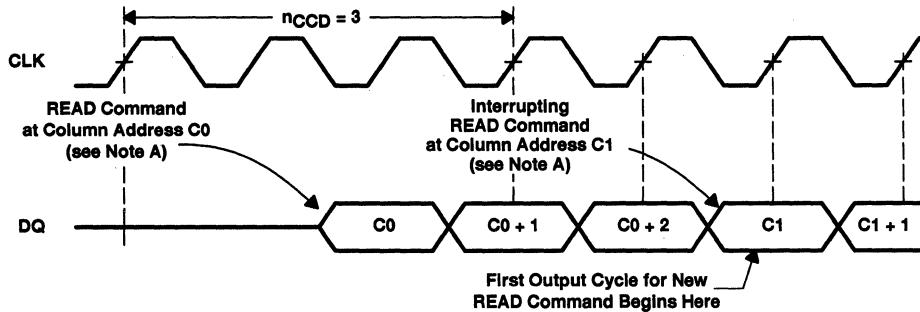 nCCD = 3
CLK
READ Command
at Column Address C0
(see Note A)
Interrupting
READ Command
at Column Address C1
(see Note A)
DQ
C0
C0 + 1
C0 + 2
C1
C1 + 1
First Output Cycle for New
READ Command Begins Here